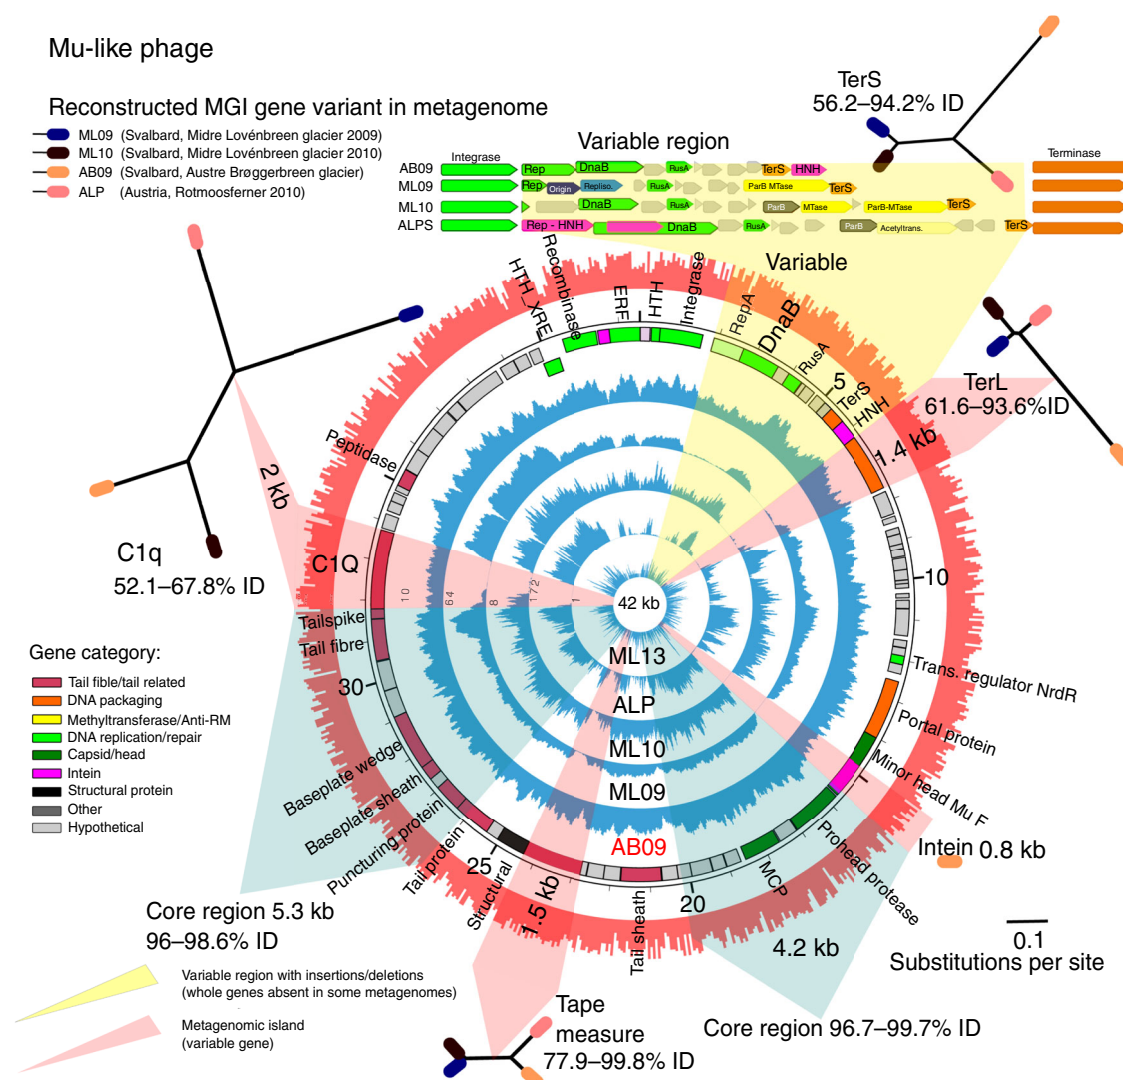 Mu-like phage
Reconstructed MGI gene variant in metagenome
ML09 (Svalbard, Midre Lovénbreen glacier 2009)
ML10 (Svalbard, Midre Lovénbreen glacier 2010)
AB09 (Svalbard, Austre Brøggerbreen glacier)
ALP (Austria, Rotmoosferner 2010)
TerS
56.2–94.2% ID
Variable region
Integrase
Terminase
AB09
Rep
DnaB
RusA
TerS
HNH
ML09
Rep
Origin
Repliso.
RusA
ParB MTase
TerS
ML10
DnaB
RusA
ParB
MTase
ParB-MTase
TerS
ALPS
Rep - HNH
DnaB
RusA
ParB
Acetyltrans.
TerS
Variable
HTH_XRE
Recombinase
ERF
HTH
Integrase
RepA
DnaB
RusA
5
TerS
HNH
TerL
61.6–93.6%ID
1.4 kb
Peptidase
2 kb
C1q
52.1–67.8% ID
C1Q
10
64
8
172
1
42 kb
10
Tailspike
Tail fibre
30
ML13
ALP
ML10
ML09
AB09
Trans. regulator NrdR
Portal protein
Minor head Mu F
Intein 0.8 kb
Prohead protease
MCP
20
4.2 kb
Baseplate wedge
Baseplate sheath
Puncturing protein
Tail protein
25
Structural
1.5 kb
Tail sheath
Gene category:
Tail fible/tail related
DNA packaging
Methyltransferase/Anti-RM
DNA replication/repair
Capsid/head
Intein
Structural protein
Other
Hypothetical
Core region 5.3 kb
96–98.6% ID
Variable region with insertions/deletions
(whole genes absent in some metagenomes)
Metagenomic island
(variable gene)
Tape
measure
77.9–99.8% ID
Core region 96.7–99.7% ID
0.1
Substitutions per site